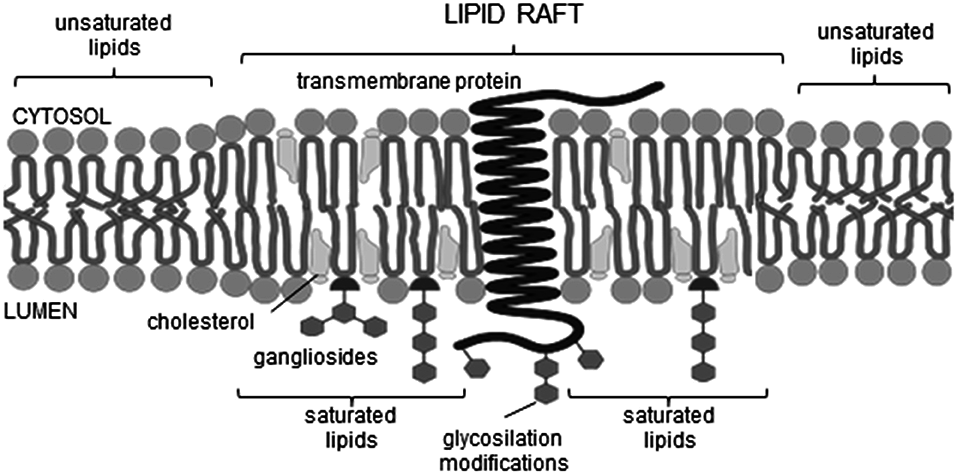 LIPID RAFT
unsaturated
lipids
unsaturated
lipids
transmembrane protein
CYTOSOL
LUMEN
cholesterol
gangliosides
saturated
lipids
glycosilation
modifications
saturated
lipids